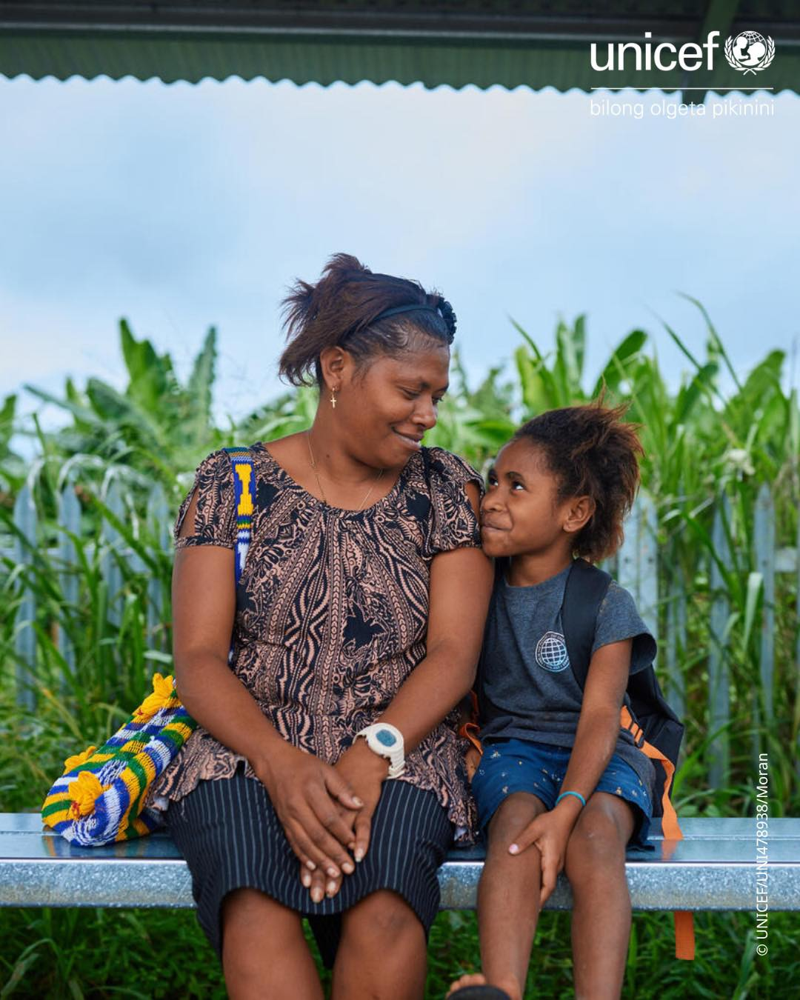 unicef
bilong olgeta pikinini
© UNICEF/UNI478938/Moran